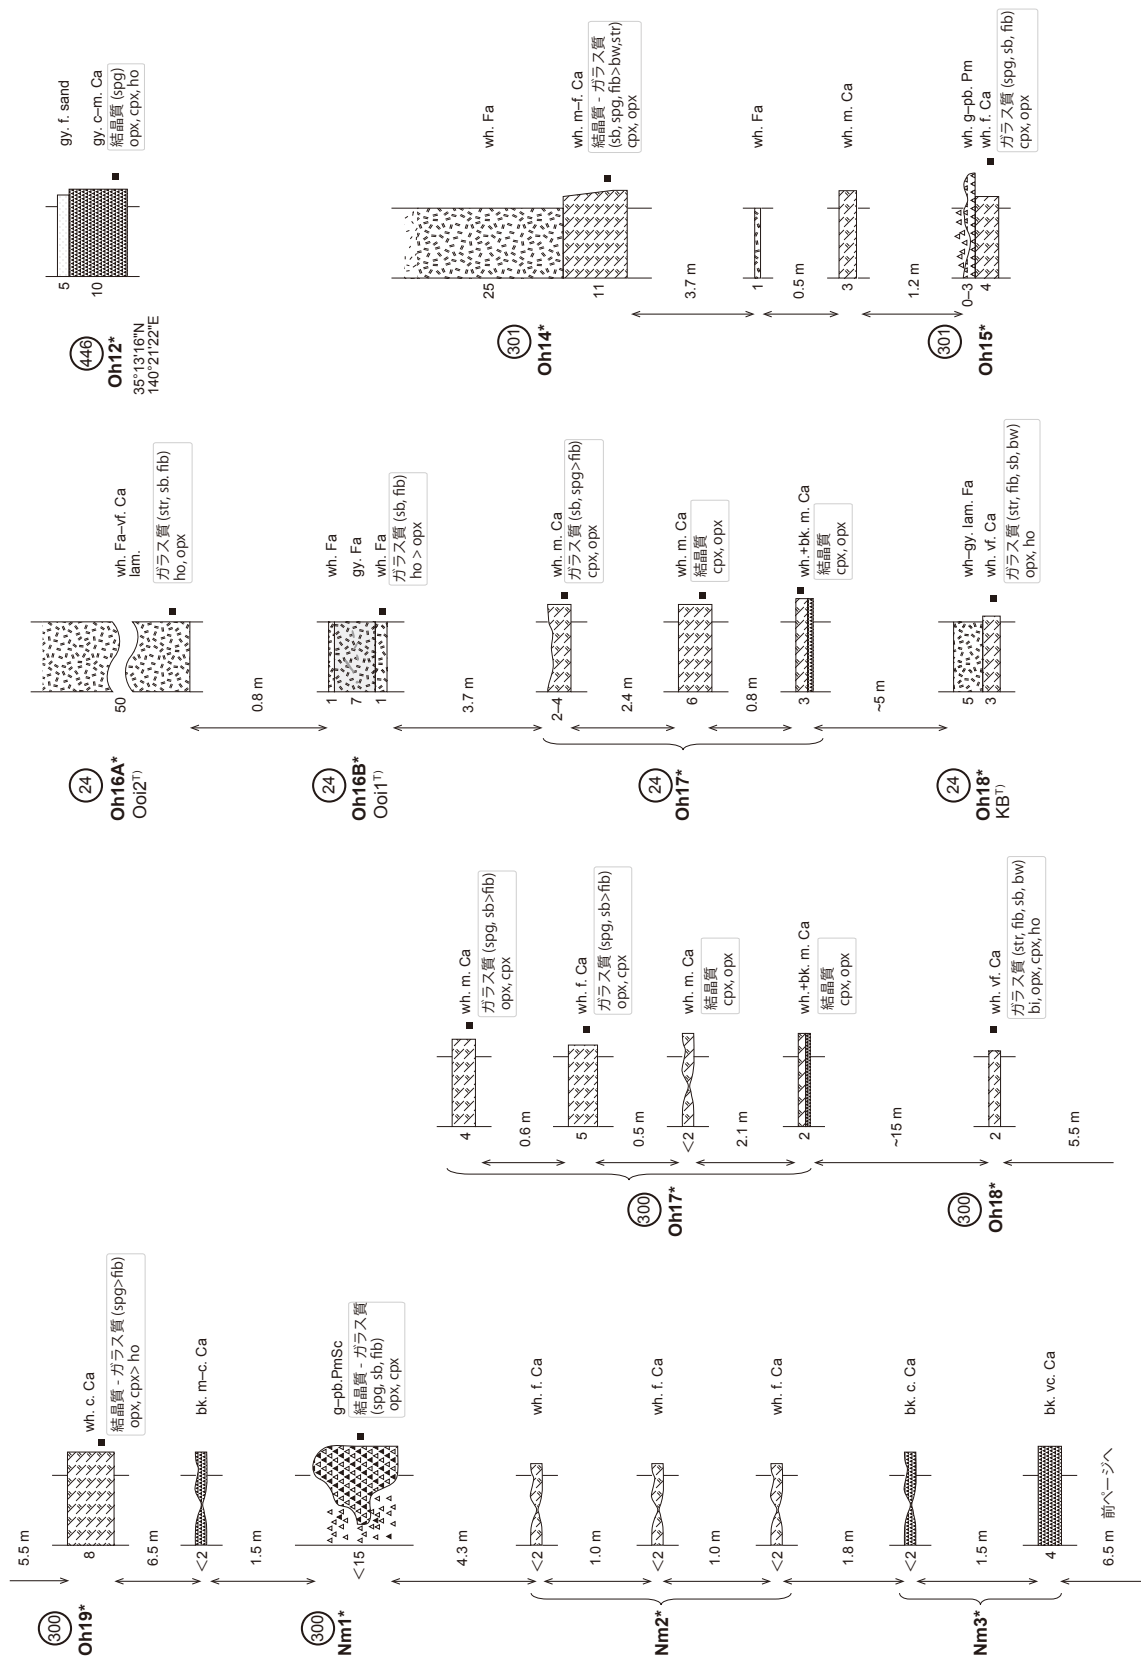 5.5 m
300
Oh19*
8
wh. c. Ca
結晶質 - ガラス質 (spg>fib)
opx, cpx> ho
6.5 m
<2
bk. m–c. Ca
1.5 m
300
Nm1*
<15
g–pb.PmSc
結晶質 - ガラス質
(spg, sb, fib)
opx, cpx
4.3 m
<2
wh. f. Ca
1.0 m
Nm2*
<2
wh. f. Ca
1.0 m
<2
wh. f. Ca
1.8 m
<2
bk. c. Ca
Nm3*
1.5 m
4
bk. vc. Ca
6.5 m 前ページへ
4
wh. m. Ca
ガラス質 (spg, sb>fib)
opx, cpx
0.6 m
5
wh. f. Ca
ガラス質 (spg, sb>fib)
opx, cpx
0.5 m
300
Oh17*
<2
wh. m. Ca
結晶質
cpx, opx
2.1 m
2
wh.+bk. m. Ca
結晶質
cpx, opx
~15 m
300
Oh18*
2
wh. vf. Ca
ガラス質 (str, fib, sb, bw)
bi, opx, cpx, ho
5.5 m
24
Oh16A*
Ooi2T)
50
wh. Fa–vf. Ca
lam.
ガラス質 (str, sb. fib)
ho, opx
0.8 m
24
Oh16B*
Ooi1T)
1 wh. Fa
7 gy. Fa
1 wh. Fa
ガラス質 (sb, fib)
ho > opx
3.7 m
2–4
wh. m. Ca
ガラス質 (sb, spg>fib)
cpx, opx
2.4 m
24
Oh17*
6
wh. m. Ca
結晶質
cpx, opx
0.8 m
3
wh.+bk. m. Ca
結晶質
cpx, opx
~5 m
24
Oh18*
KBT)
5 wh–gy. lam. Fa
3 wh. vf. Ca
ガラス質 (str, fib, sb, bw)
opx, ho
446
Oh12*
35°13'16"N
140°21'22"E
5 gy. f. sand
10 gy. c–m. Ca
結晶質 (spg)
opx, cpx, ho
301
Oh14*
25 wh. Fa
11 wh. m–f. Ca
結晶質 - ガラス質
(sb, spg, fib>bw,str)
cpx, opx
3.7 m
1 wh. Fa
0.5 m
3 wh. m. Ca
1.2 m
301
Oh15*
0–3 wh. g–pb. Pm
4 wh. f. Ca
ガラス質 (spg, sb, fib)
cpx, opx